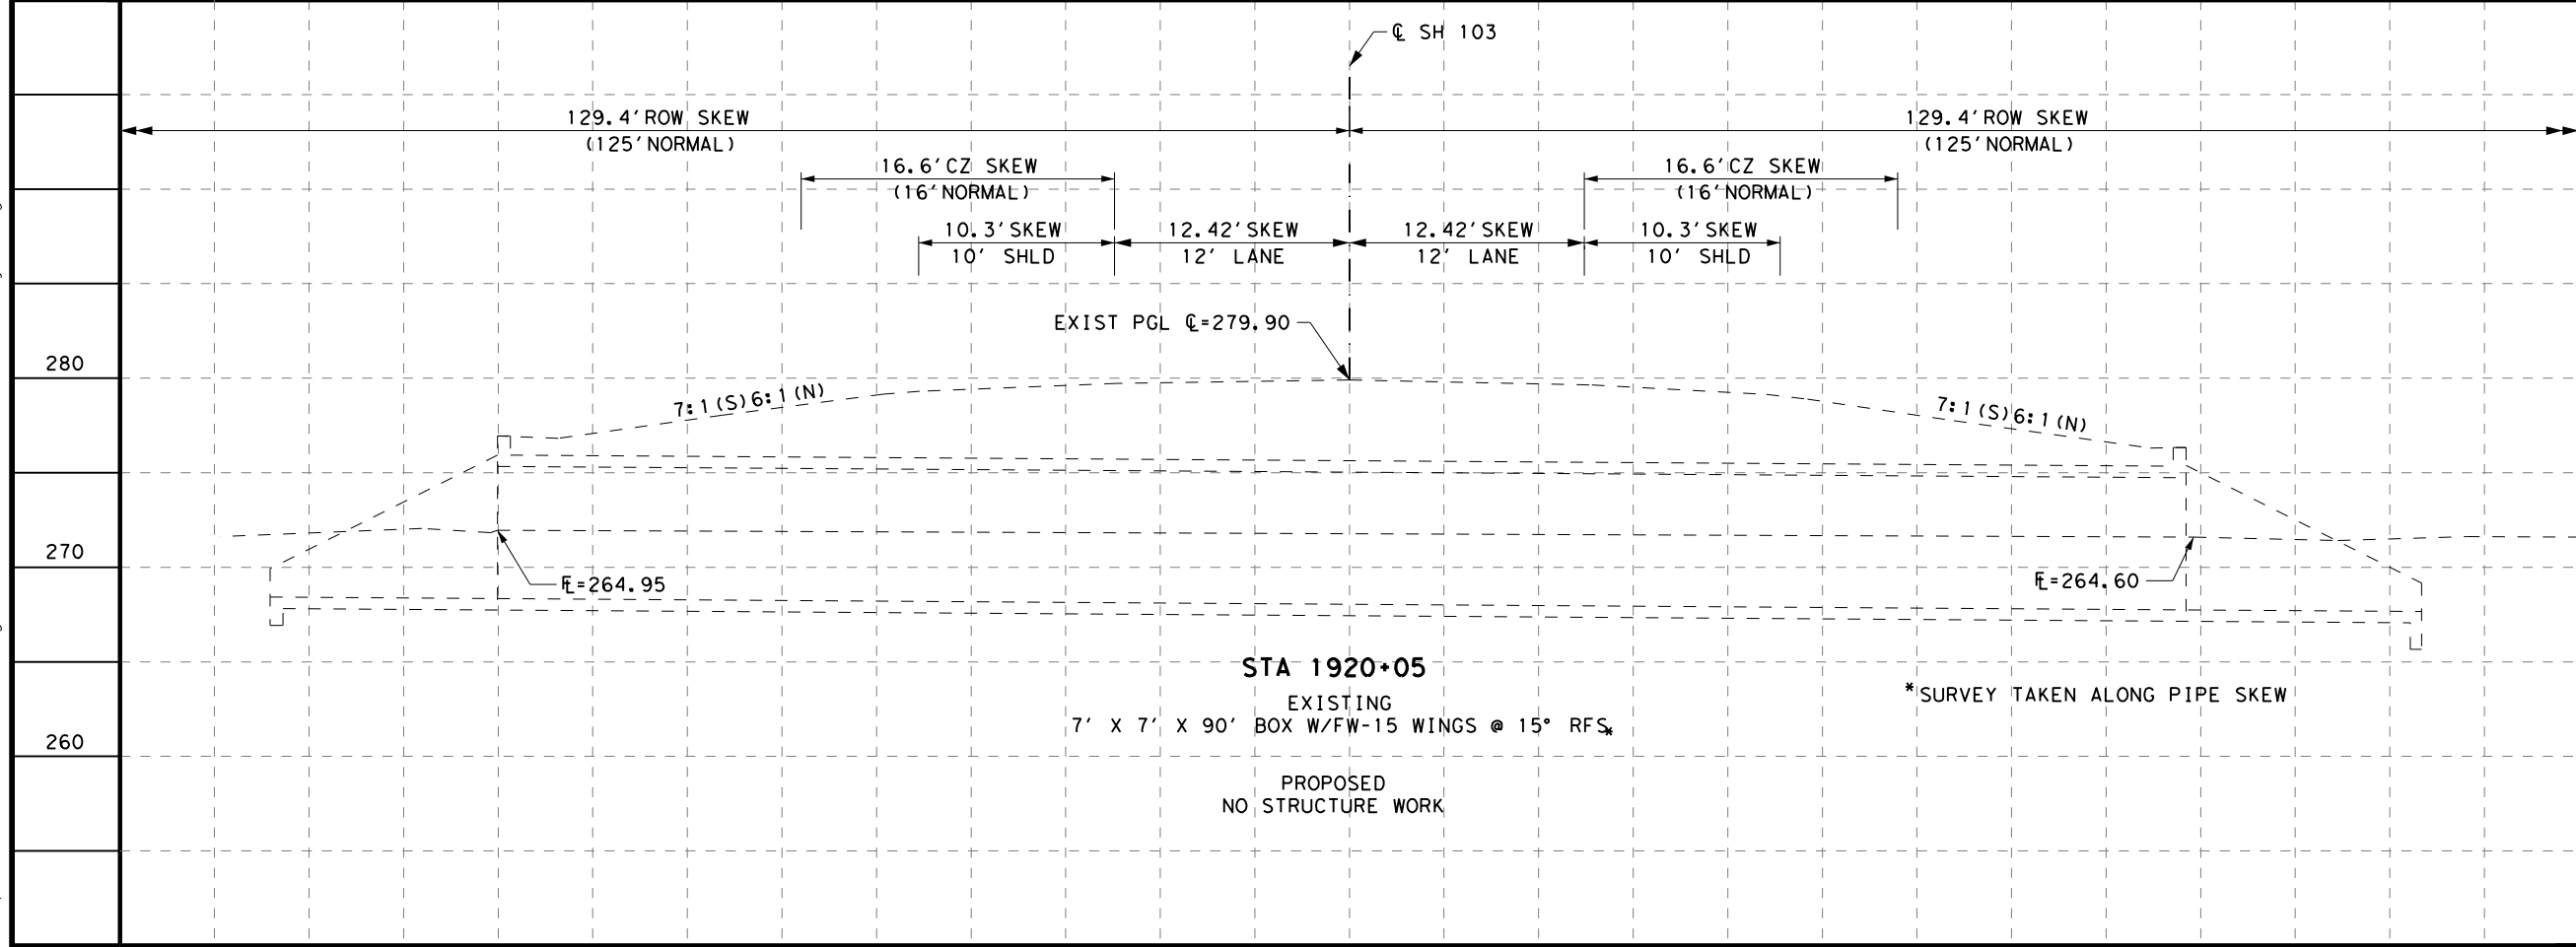 ℄ SH 103
129.4'ROW SKEW
(125'NORMAL)
129.4'ROW SKEW
(125'NORMAL)
16.6'CZ SKEW
(16'NORMAL)
16.6'CZ SKEW
(16'NORMAL)
10.3'SKEW
10' SHLD
12.42'SKEW
12' LANE
12.42'SKEW
12' LANE
10.3'SKEW
10' SHLD
EXIST PGL ℄=279.90
280
7:1(S)6:1(N)
7:1(S)6:1(N)
270
FL=264.95
FL=264.60
STA 1920+05
EXISTING
7' X 7' X 90' BOX W/FW-15 WINGS @ 15° RFS*
*SURVEY TAKEN ALONG PIPE SKEW
260
PROPOSED
NO STRUCTURE WORK